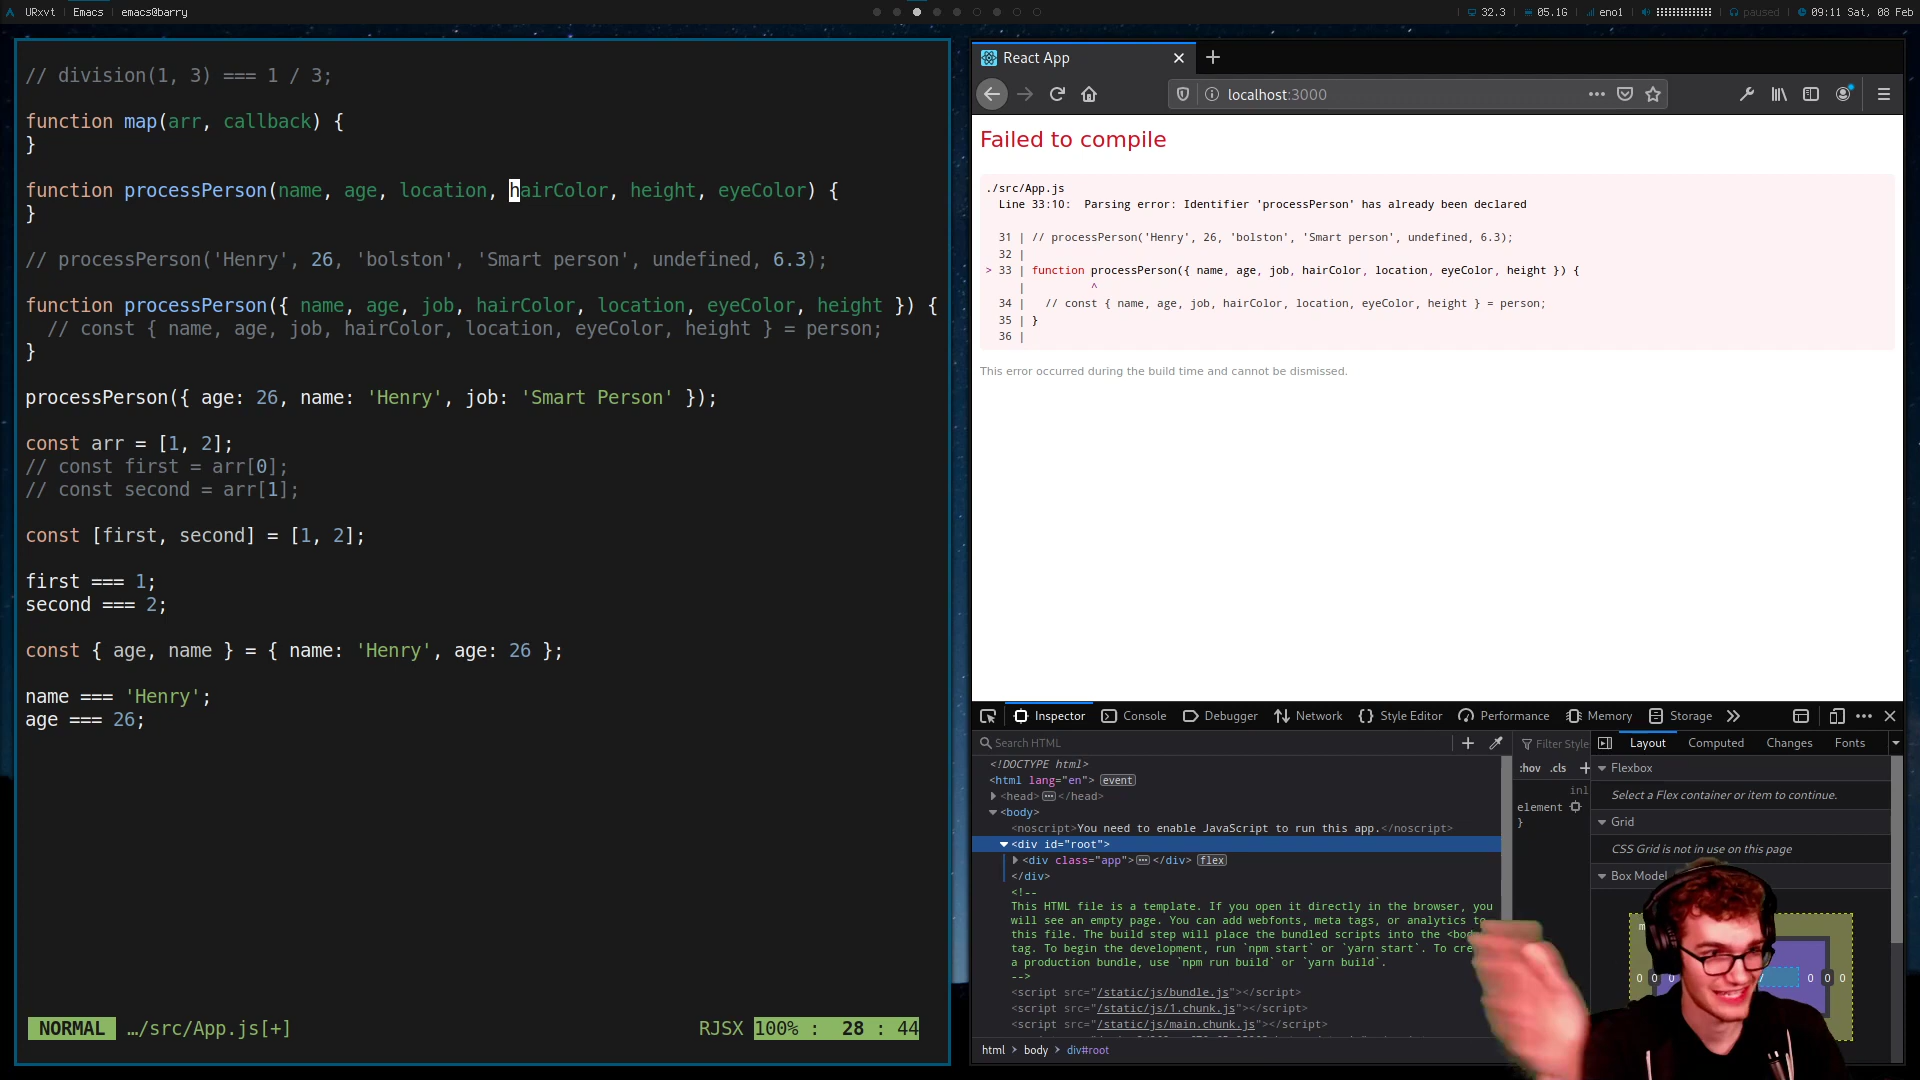 URxvt Emacs emacs@barry
32.3 05.1G eno1 paused 09:11 Sat, 08 Feb
// division(1, 3) === 1 / 3;
function map(arr, callback) {
}
function processPerson(name, age, location, hairColor, height, eyeColor) {
}
// processPerson('Henry', 26, 'bolston', 'Smart person', undefined, 6.3);
function processPerson({ name, age, job, hairColor, location, eyeColor, height }) {
// const { name, age, job, hairColor, location, eyeColor, height } = person;
}
processPerson({ age: 26, name: 'Henry', job: 'Smart Person' });
const arr = [1, 2];
// const first = arr[0];
// const second = arr[1];
const [first, second] = [1, 2];
first === 1;
second === 2;
const { age, name } = { name: 'Henry', age: 26 };
name === 'Henry';
age === 26;
NORMAL …/src/App.js[+] RJSX 100% : 28 : 44
React App
localhost:3000
Failed to compile
./src/App.js
Line 33:10: Parsing error: Identifier 'processPerson' has already been declared
31 | // processPerson('Henry', 26, 'bolston', 'Smart person', undefined, 6.3);
32 |
> 33 | function processPerson({ name, age, job, hairColor, location, eyeColor, height }) {
| ^
34 | // const { name, age, job, hairColor, location, eyeColor, height } = person;
35 | }
36 |
This error occurred during the build time and cannot be dismissed.
Inspector Console Debugger Network Style Editor Performance Memory Storage
Search HTML
Filter Style
Layout Computed Changes Fonts
<!DOCTYPE html>
<html lang="en"> event
<head> </head>
<body>
<noscript>You need to enable JavaScript to run this app.</noscript>
<div id="root">
<div class="app"> </div> flex
</div>
<!--
This HTML file is a template. If you open it directly in the browser, you
will see an empty page. You can add webfonts, meta tags, or analytics to
this file. The build step will place the bundled scripts into the
tag. To begin the development, run `npm start` or `yarn start`. To
a production bundle, use `npm run build` or `yarn build`.
-->
<script src="/static/js/bundle.js"></script>
<script src="/static/js/1.chunk.js"></script>
<script src="/static/js/main.chunk.js"></script>
html > body > div#root
:hov .cls +
element
}
Flexbox
Select a Flex container or item to continue.
Grid
CSS Grid is not in use on this page
Box Model
0 0 0 0 0 0